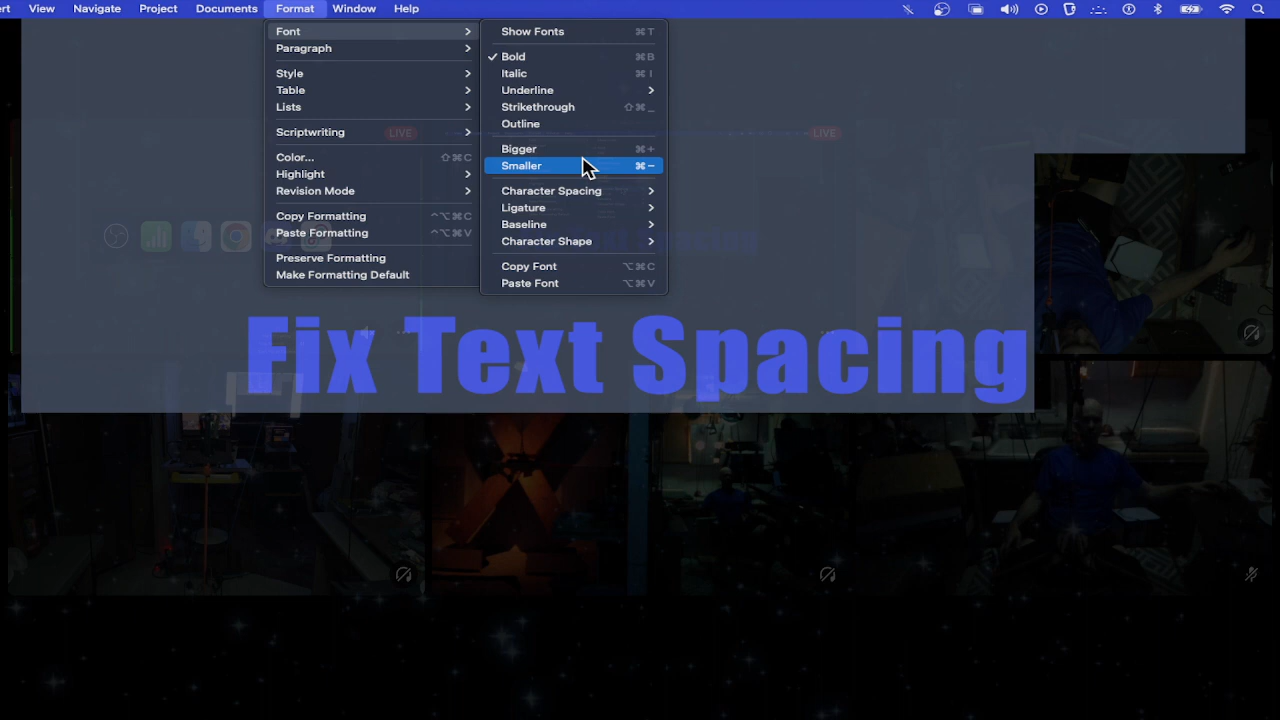 View Navigate Project Documents Format Window Help
Font
Paragraph
Style
Table
Lists
Scriptwriting
Color... ⇧⌘C
Highlight
Revision Mode
Copy Formatting ^⌥⌘C
Paste Formatting ^⌥⌘V
Preserve Formatting
Make Formatting Default
Show Fonts ⌘T
Bold ⌘B
Italic ⌘I
Underline
Strikethrough ⇧⌘_
Outline
Bigger ⌘+
Smaller ⌘−
Character Spacing
Ligature
Baseline
Character Shape
Copy Font ⌥⌘C
Paste Font ⌥⌘V
LIVE
LIVE
Fix Text Spacing